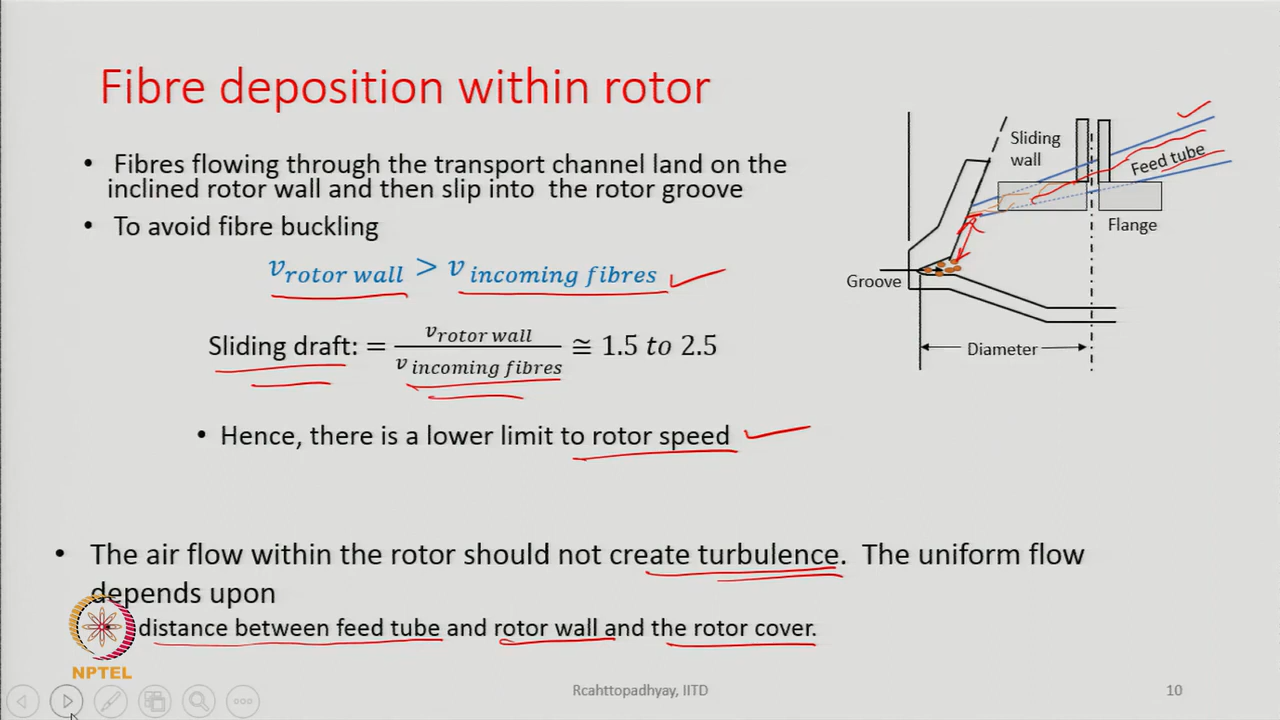 Fibre deposition within rotor
• Fibres flowing through the transport channel land on the
inclined rotor wall and then slip into the rotor groove
• To avoid fibre buckling
v rotor wall > v incoming fibres
Sliding draft: = v rotor wall / v incoming fibres ≅ 1.5 to 2.5
• Hence, there is a lower limit to rotor speed
• The air flow within the rotor should not create turbulence. The uniform flow
depends upon
distance between feed tube and rotor wall and the rotor cover.
Sliding
wall
Feed tube
Flange
Groove
Diameter
NPTEL
Rcahttopadhyay, IITD
10